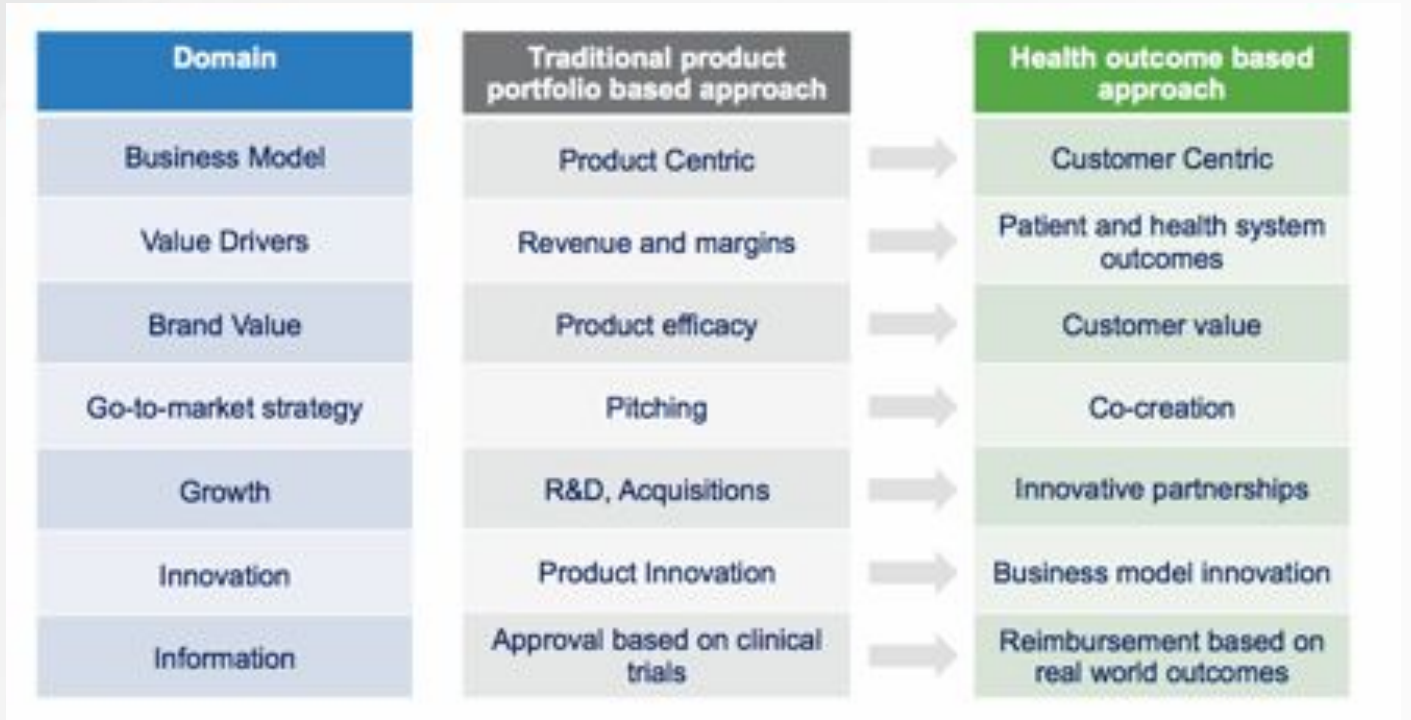 Domain
Traditional product
portfolio based approach
Health outcome based
approach
Business Model
Product Centric
Customer Centric
Value Drivers
Revenue and margins
Patient and health system
outcomes
Brand Value
Product efficacy
Customer value
Go-to-market strategy
Pitching
Co-creation
Growth
R&D, Acquisitions
Innovative partnerships
Innovation
Product Innovation
Business model innovation
Information
Approval based on clinical
trials
Reimbursement based on
real world outcomes